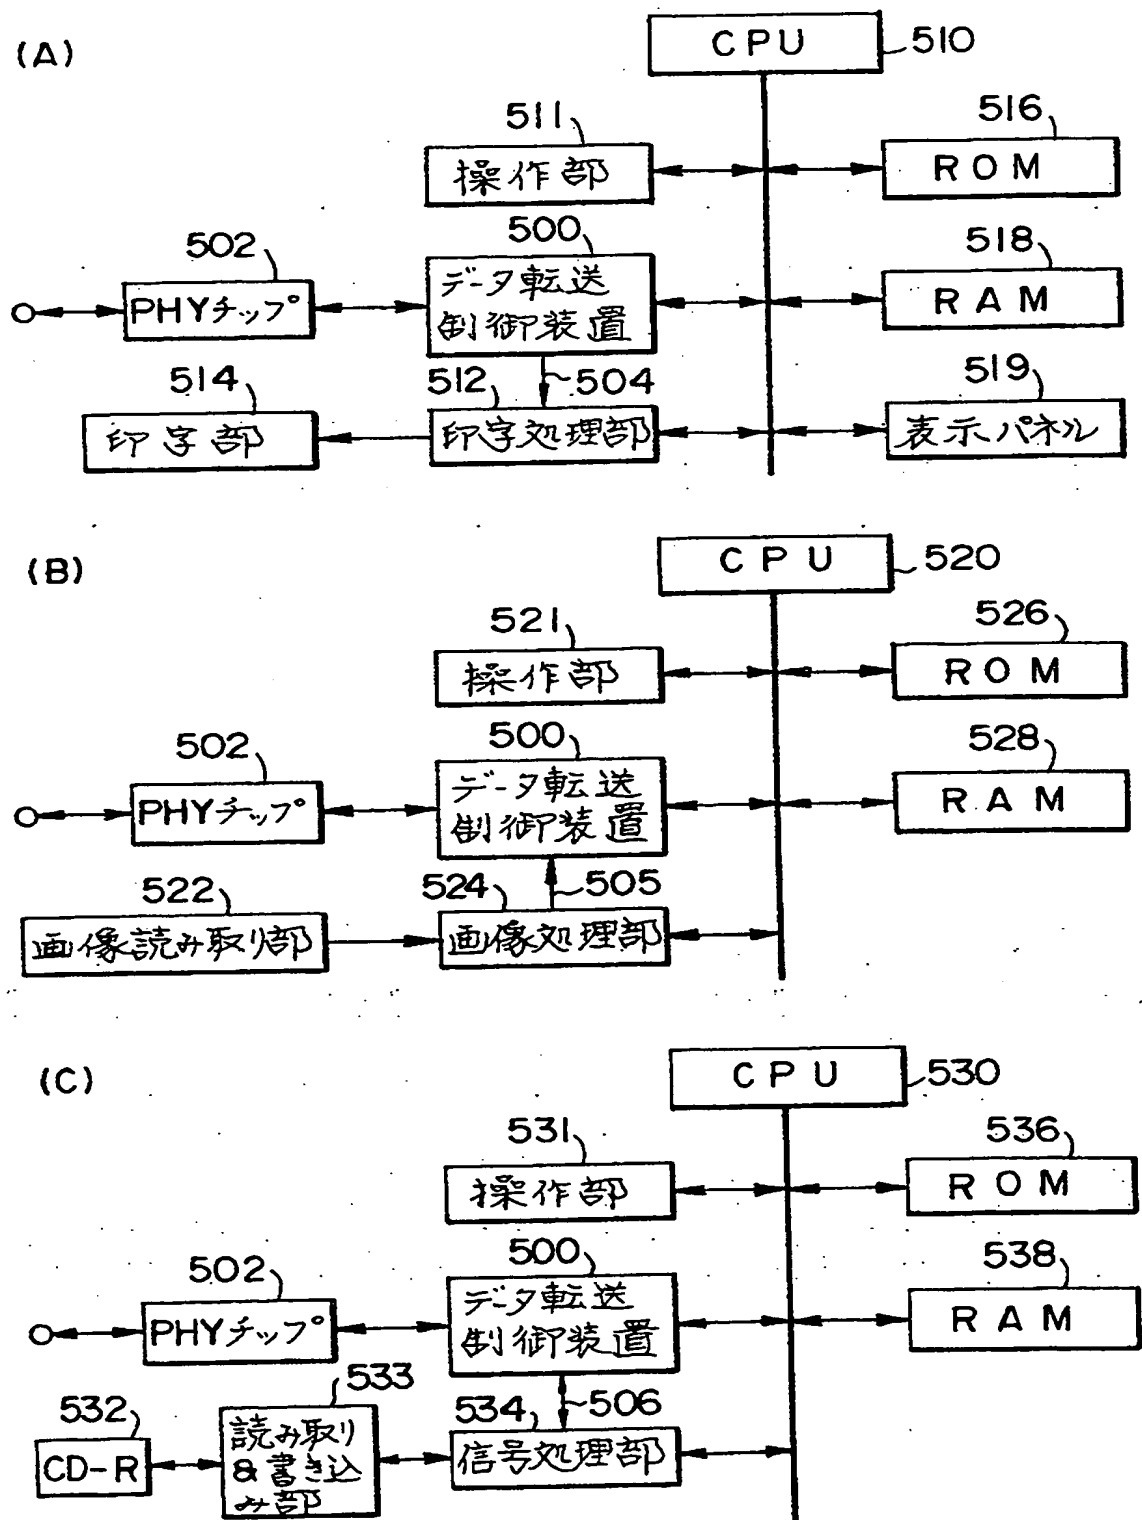 (A)
CPU
510
511
操作部
516
ROM
502
PHYチップ
500
データ転送
制御装置
518
RAM
514
印字部
512
504
印字処理部
519
表示パネル
(B)
CPU
520
521
操作部
526
ROM
502
PHYチップ
500
データ転送
制御装置
528
RAM
522
画像読み取り部
524
505
画像処理部
(C)
CPU
530
531
操作部
536
ROM
502
PHYチップ
500
データ転送
制御装置
538
RAM
532
CD-R
533
読み取り
&書き込
み部
534
506
信号処理部